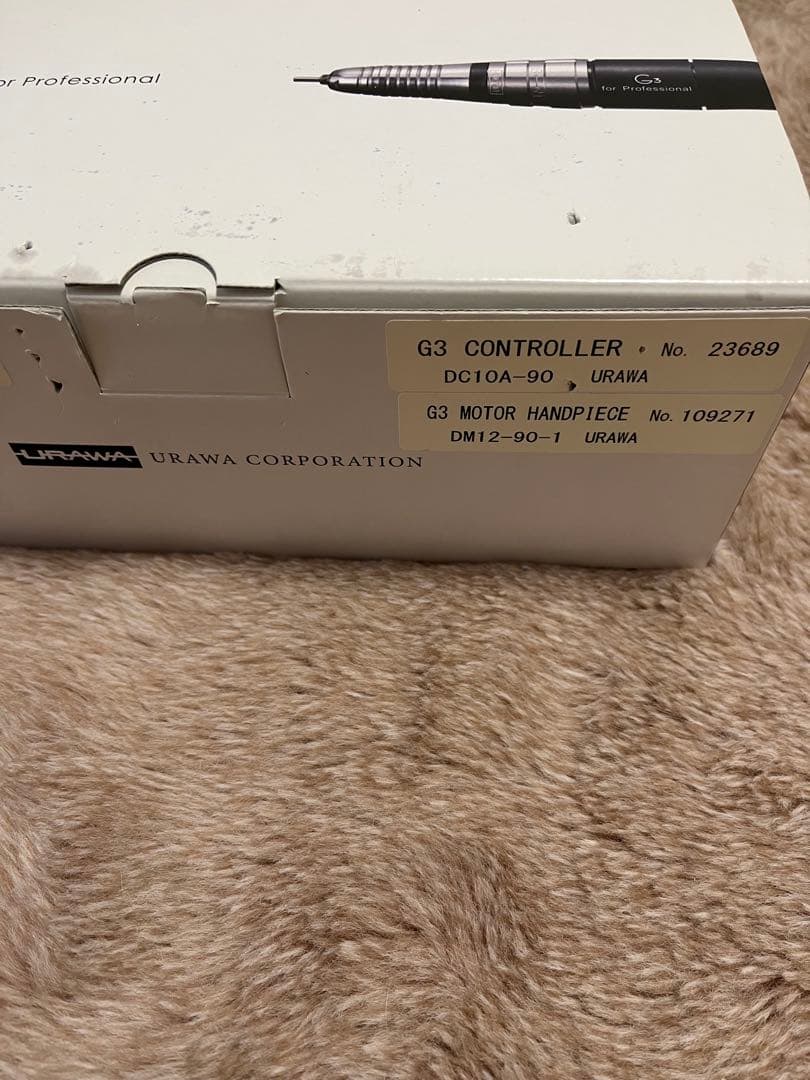 or Professional
G3
for Professional
G3 CONTROLLER No. 23689
DC10A-90 URAWA
G3 MOTOR HANDPIECE No. 109271
DM12-90-1 URAWA
URAWA URAWA CORPORATION